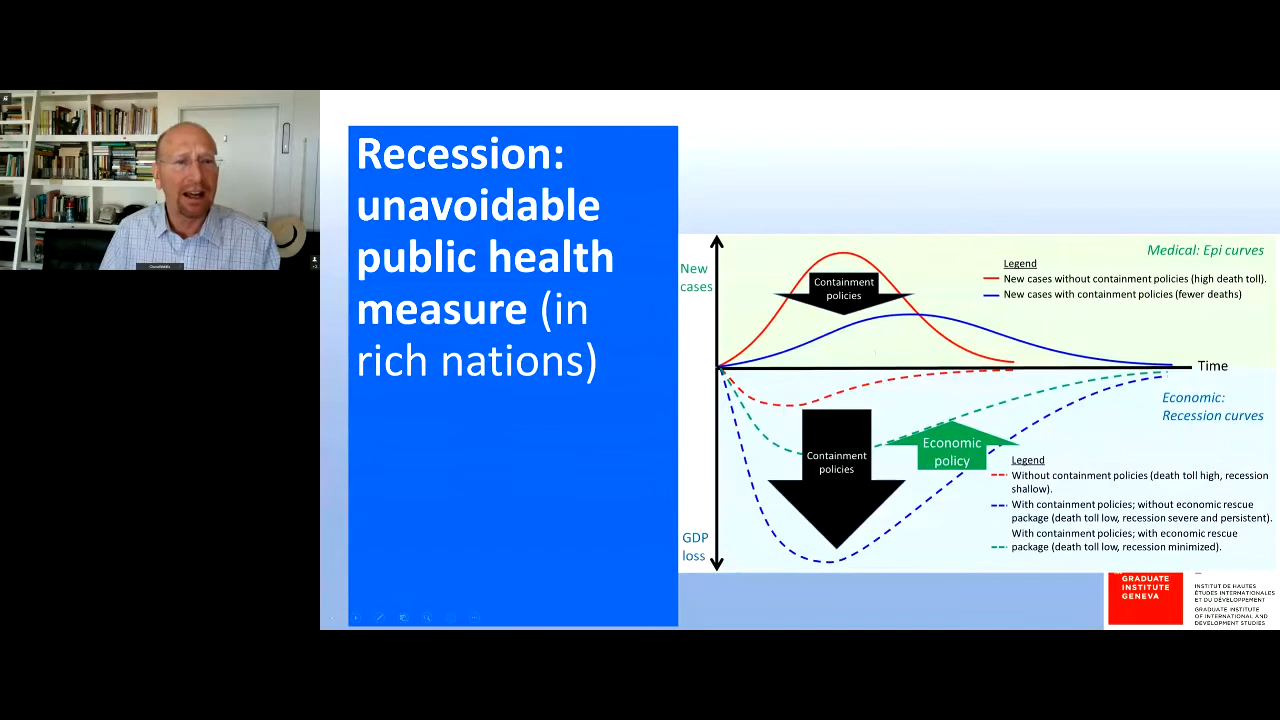 Recession:
unavoidable
public health
measure (in
rich nations)
Medical: Epi curves
New
cases
Legend
New cases without containment policies (high death toll).
New cases with containment policies (fewer deaths)
Containment
policies
Time
Economic:
Recession curves
Containment
policies
Economic
policy
Legend
Without containment policies (death toll high, recession
shallow).
With containment policies; without economic rescue
package (death toll low, recession severe and persistent).
With containment policies; with economic rescue
package (death toll low, recession minimized).
GDP
loss
GRADUATE
INSTITUTE
GENEVA
INSTITUT DE HAUTES
ÉTUDES INTERNATIONALES
ET DU DÉVELOPPEMENT
GRADUATE INSTITUTE
OF INTERNATIONAL AND
DEVELOPMENT STUDIES